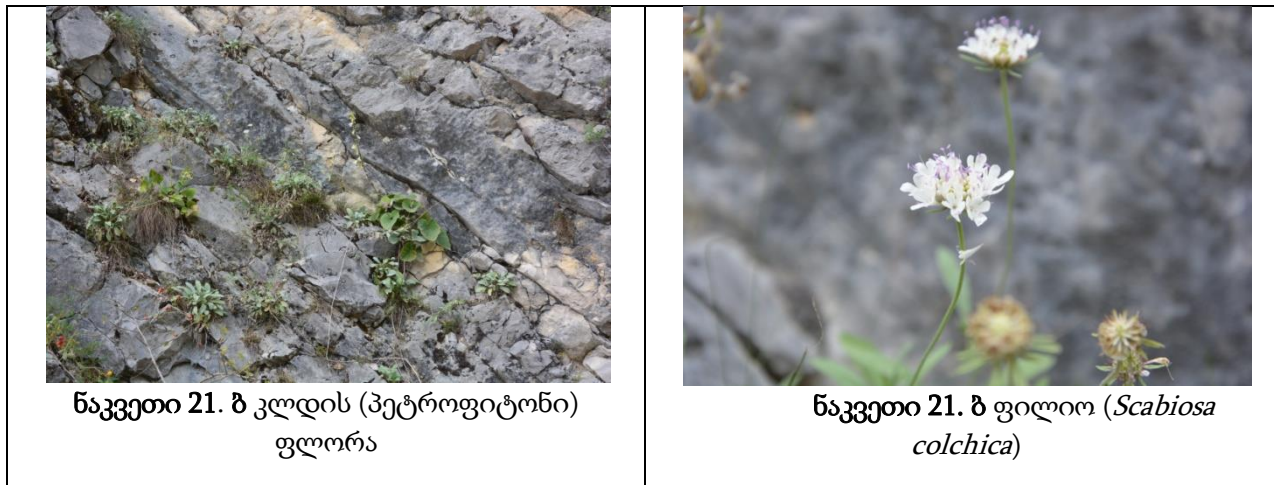 ნაკვეთი 21. ბ კლდის (პეტროფიტონი)
ფლორა
ნაკვეთი 21. ბ ფილიო (Scabiosa
colchica)